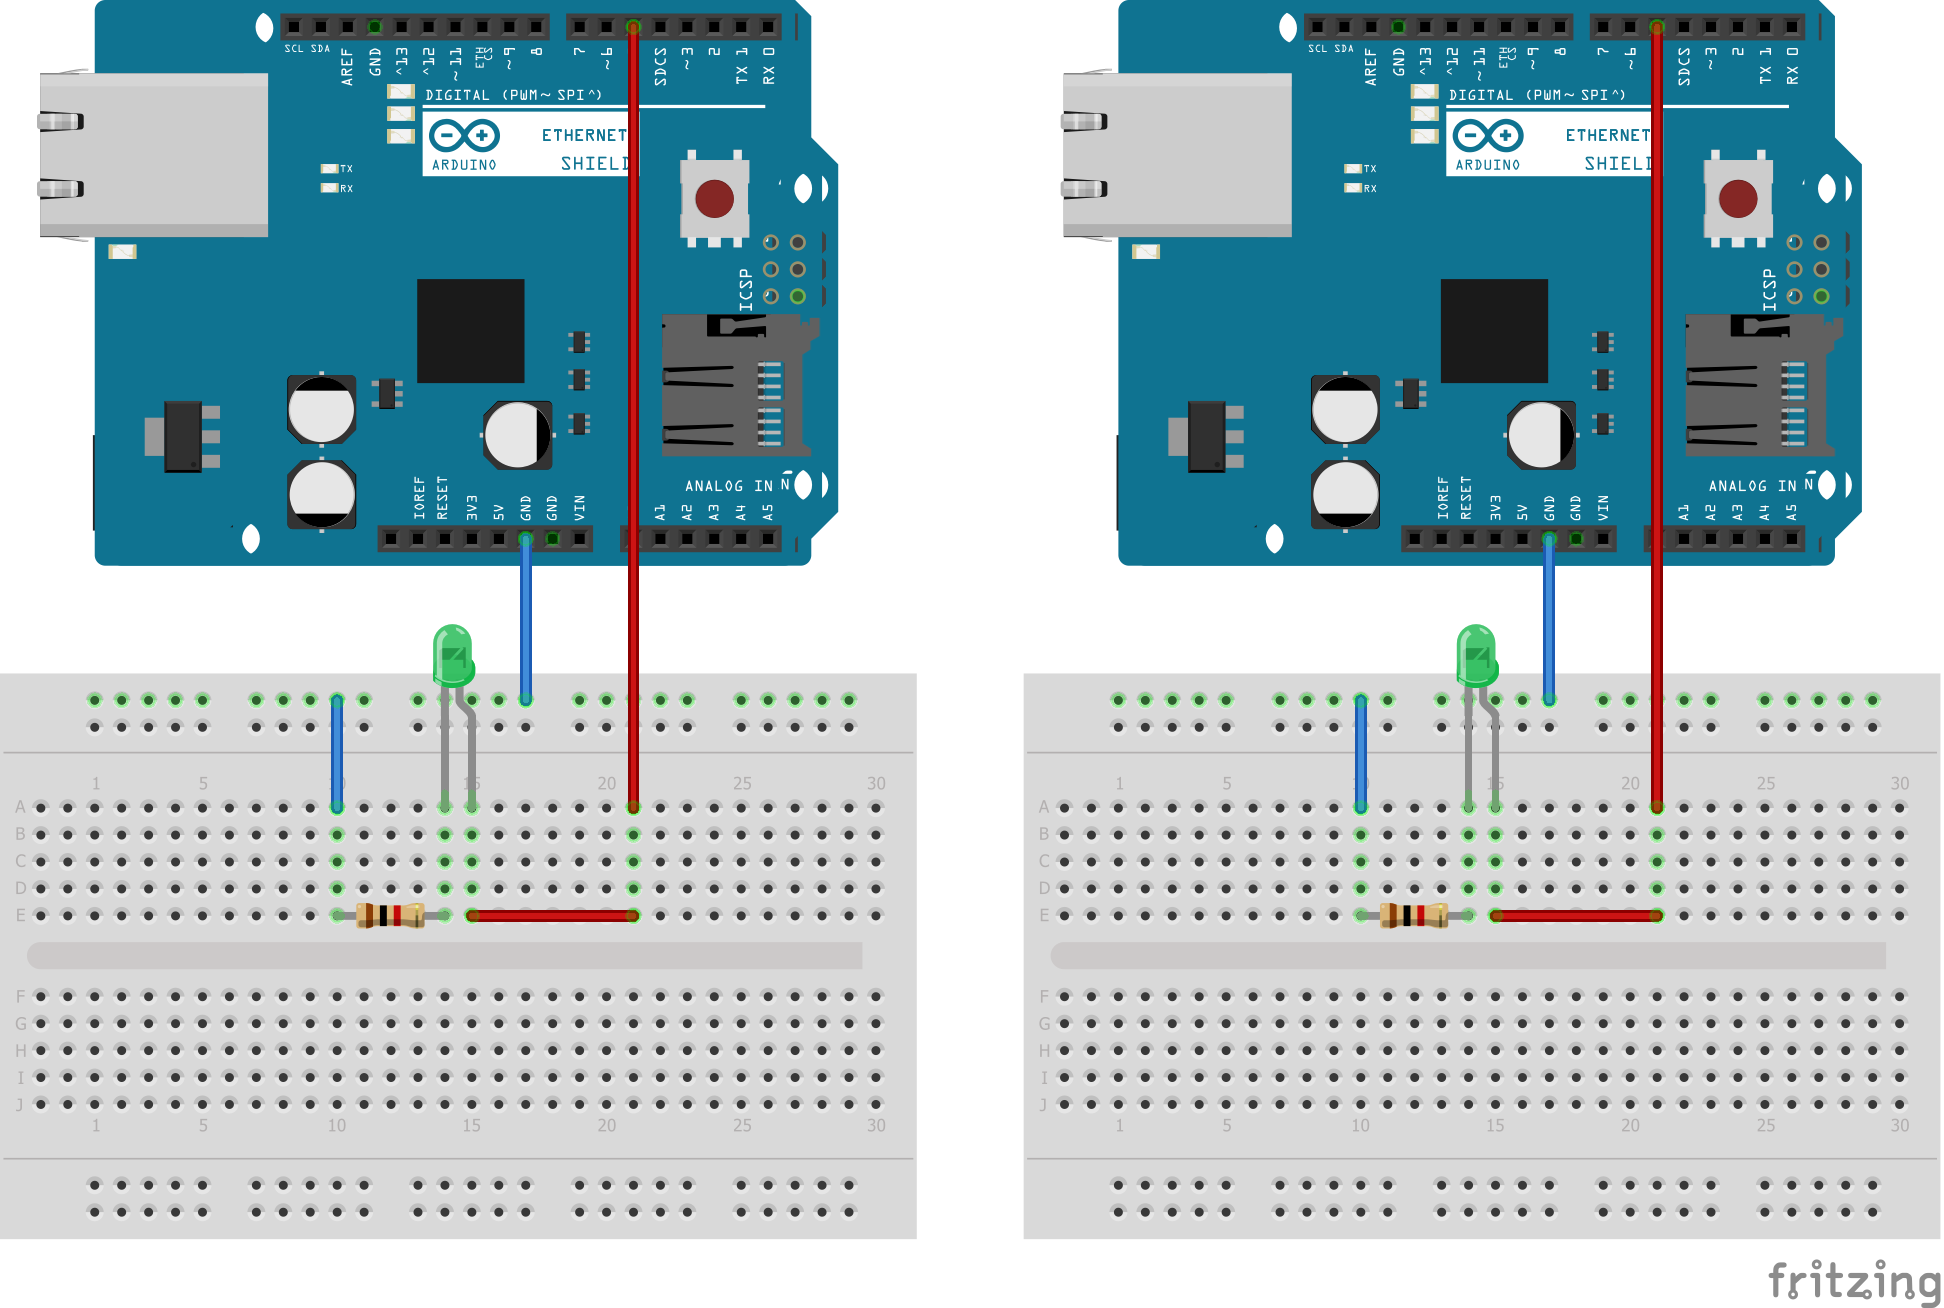 SCL SDA AREF GND ^13 ^12 ~11 ETH CS ~9 8 7 ~6 SDCS ~3 2 TX 1 RX 0
DIGITAL (PWM~ SPI^)
ETHERNET
ARDUINO SHIELD
TX
RX
ICSP
ANALOG IN N
IOREF RESET 3V3 5V GND GND VIN A1 A2 A3 A4 A5
1 5 10 15 20 25 30
A
B
C
D
E
F
G
H
I
J
1 5 10 15 20 25 30
SCL SDA AREF GND ^13 ^12 ~11 ETH CS ~9 8 7 ~6 SDCS ~3 2 TX 1 RX 0
DIGITAL (PWM~ SPI^)
ETHERNET
ARDUINO SHIELD
TX
RX
ICSP
ANALOG IN N
IOREF RESET 3V3 5V GND GND VIN A1 A2 A3 A4 A5
1 5 10 15 20 25 30
A
B
C
D
E
F
G
H
I
J
1 5 10 15 20 25 30
fritzing